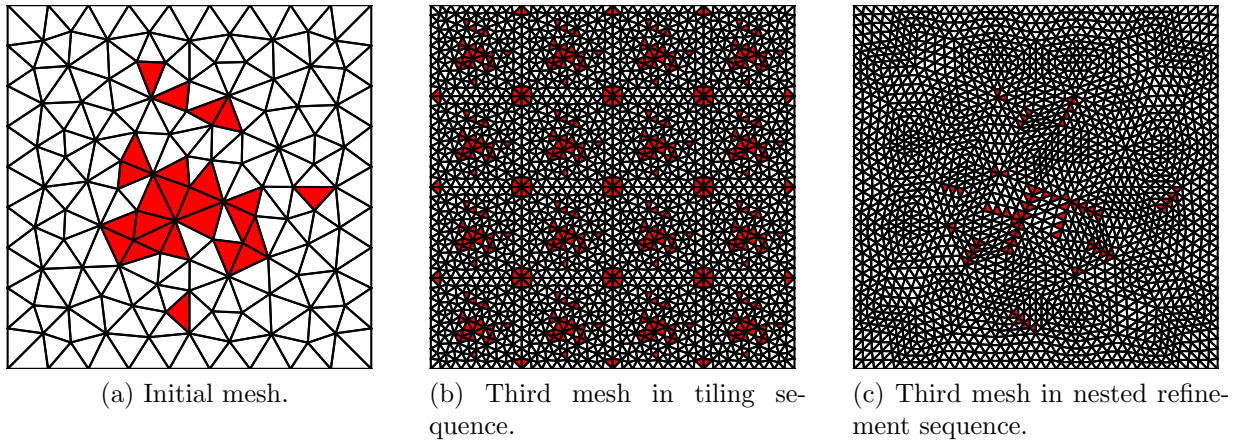 (a) Initial mesh.
(b) Third mesh in tiling se-
quence.
(c) Third mesh in nested refine-
ment sequence.